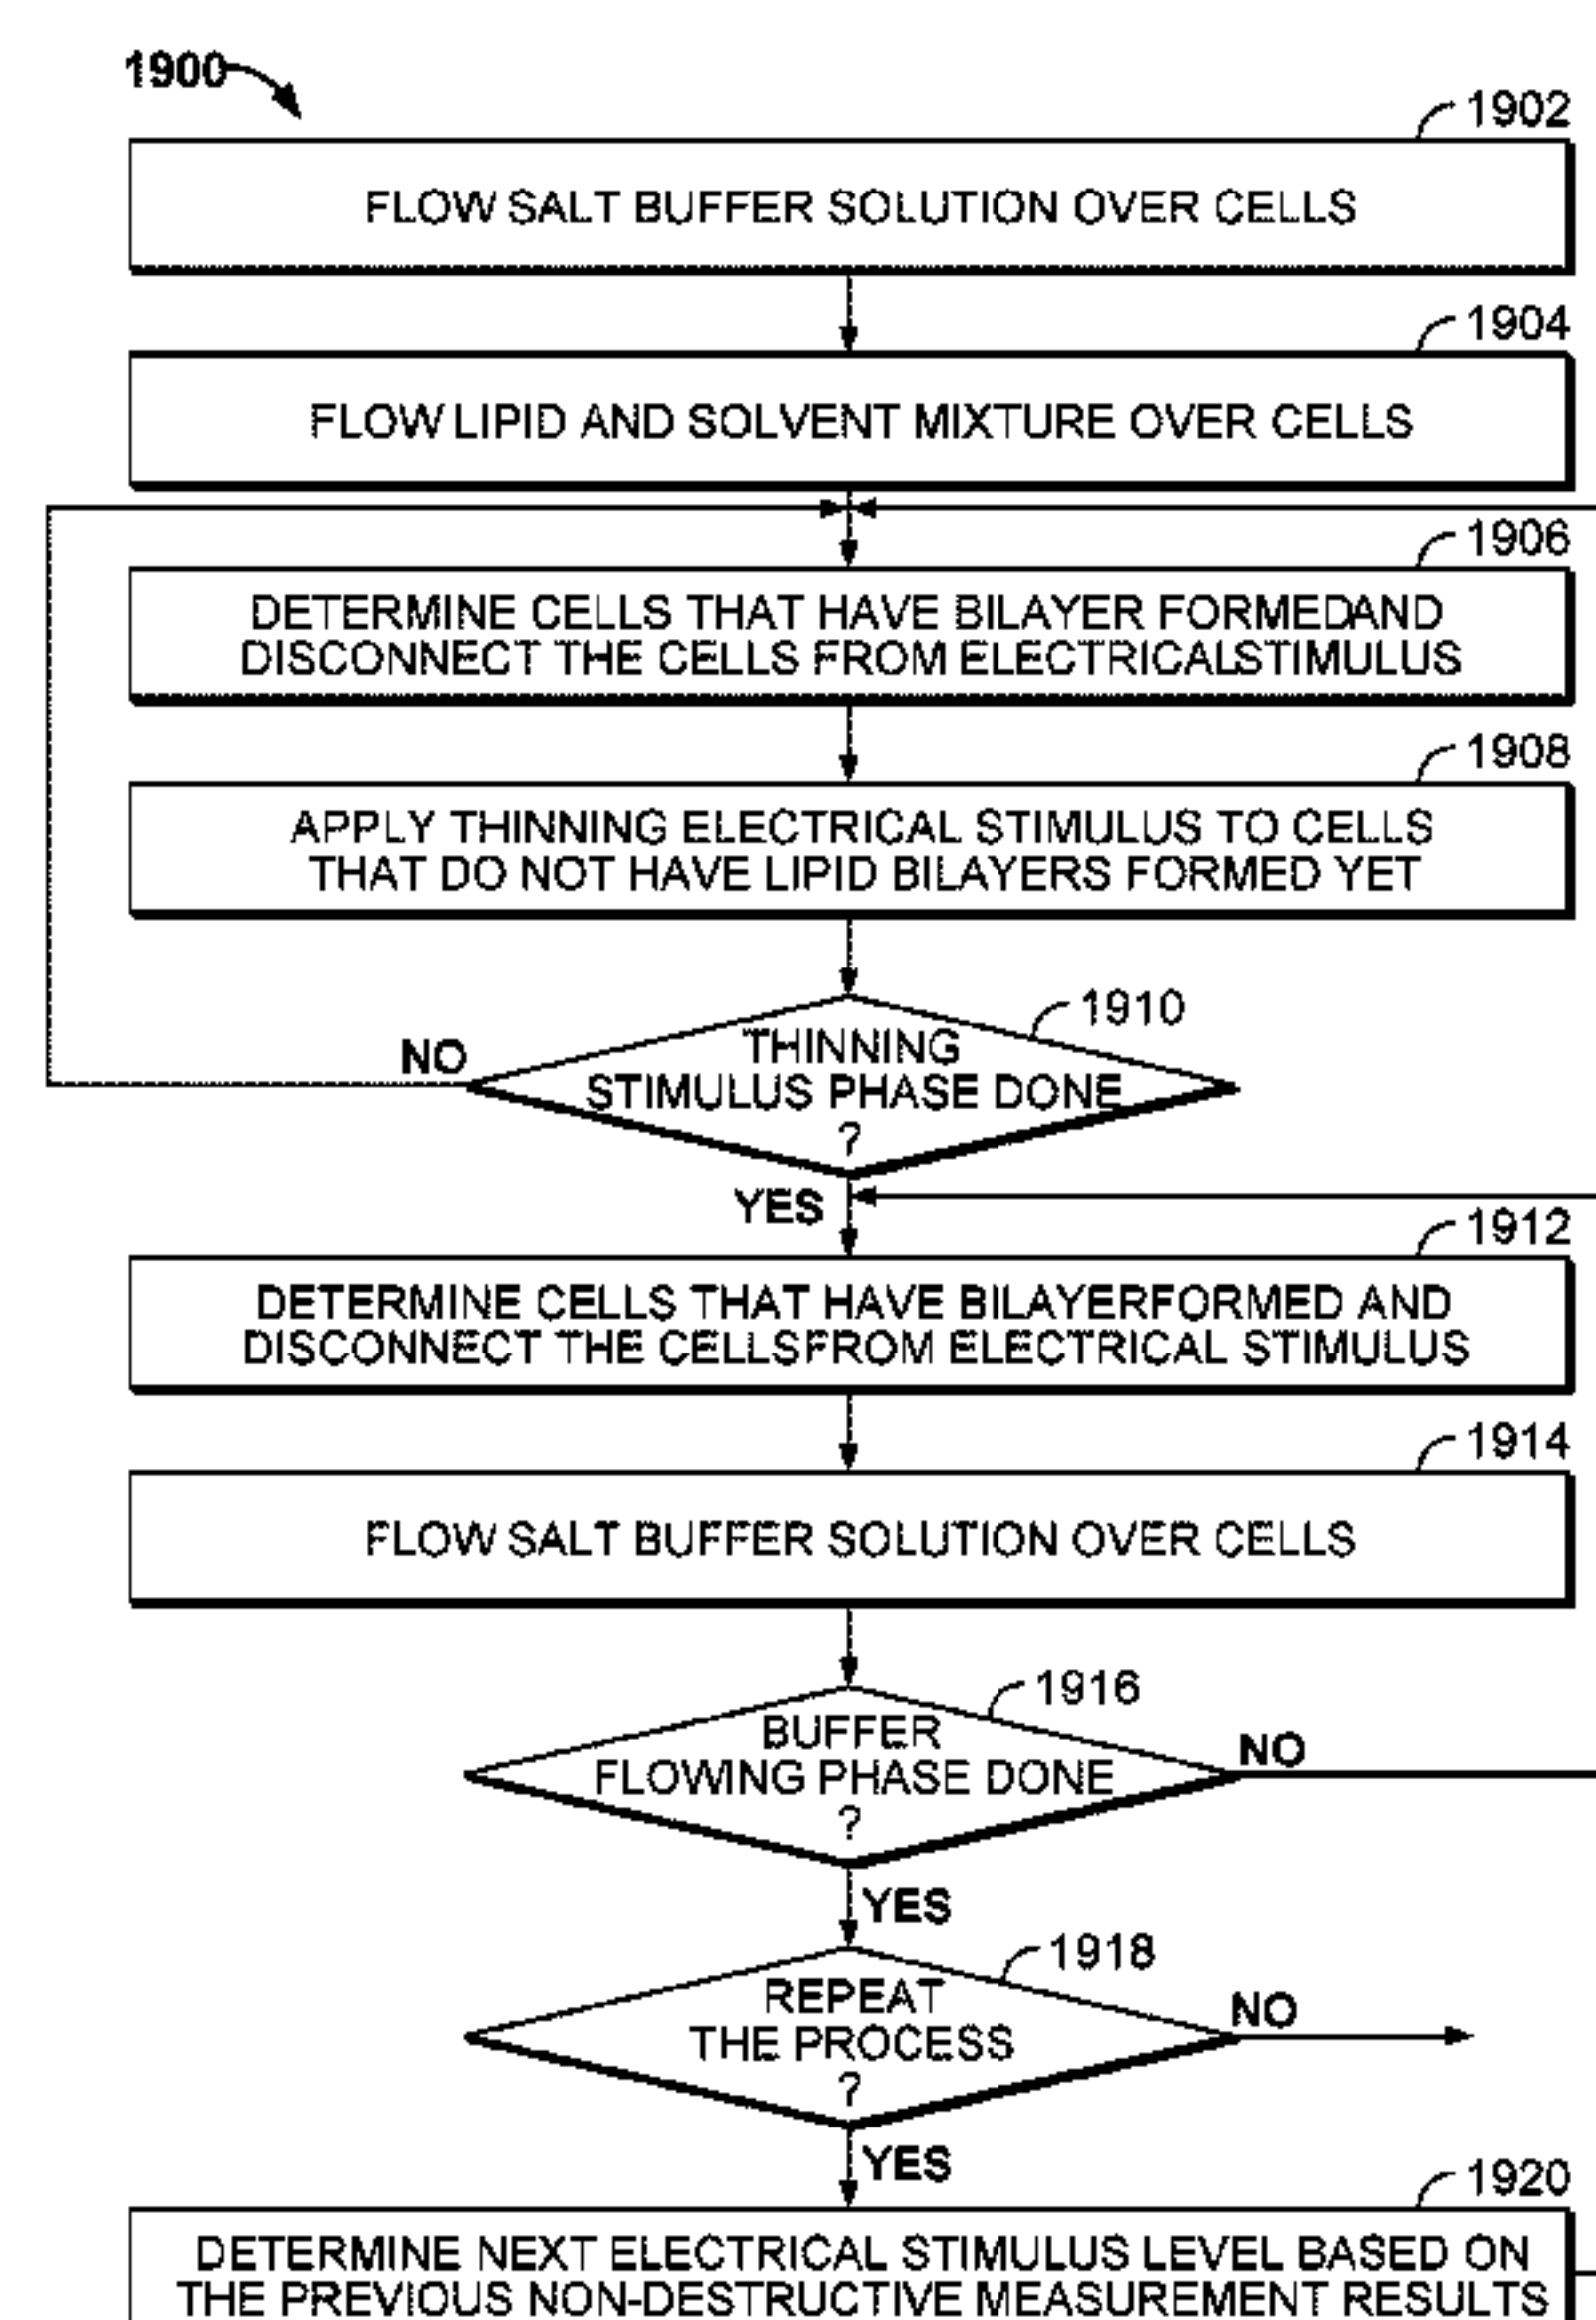 1900
1902
FLOW SALT BUFFER SOLUTION OVER CELLS
1904
FLOW LIPID AND SOLVENT MIXTURE OVER CELLS
1906
DETERMINE CELLS THAT HAVE BILAYER FORMEDAND
DISCONNECT THE CELLS FROM ELECTRICALSTIMULUS
1908
APPLY THINNING ELECTRICAL STIMULUS TO CELLS
THAT DO NOT HAVE LIPID BILAYERS FORMED YET
1910
THINNING
NO
STIMULUS PHASE DONE
?
YES
1912
DETERMINE CELLS THAT HAVE BILAYERFORMED AND
DISCONNECT THE CELLSFROM ELECTRICAL STIMULUS
1914
FLOW SALT BUFFER SOLUTION OVER CELLS
1916
BUFFER
NO
FLOWING PHASE DONE
?
YES
1918
REPEAT
NO
THE PROCESS
?
YES
1920
DETERMINE NEXT ELECTRICAL STIMULUS LEVEL BASED ON
THE PREVIOUS NON-DESTRUCTIVE MEASUREMENT RESULTS